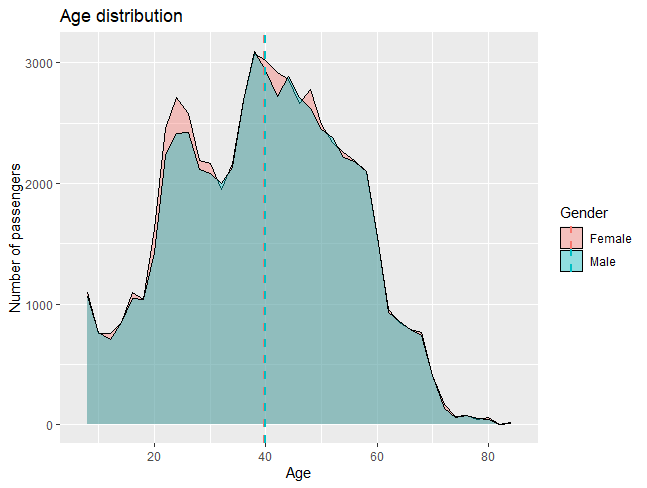 Age distribution
3000
2000
1000
0
Number of passengers
20 40 60 80
Age
Gender
Female
Male